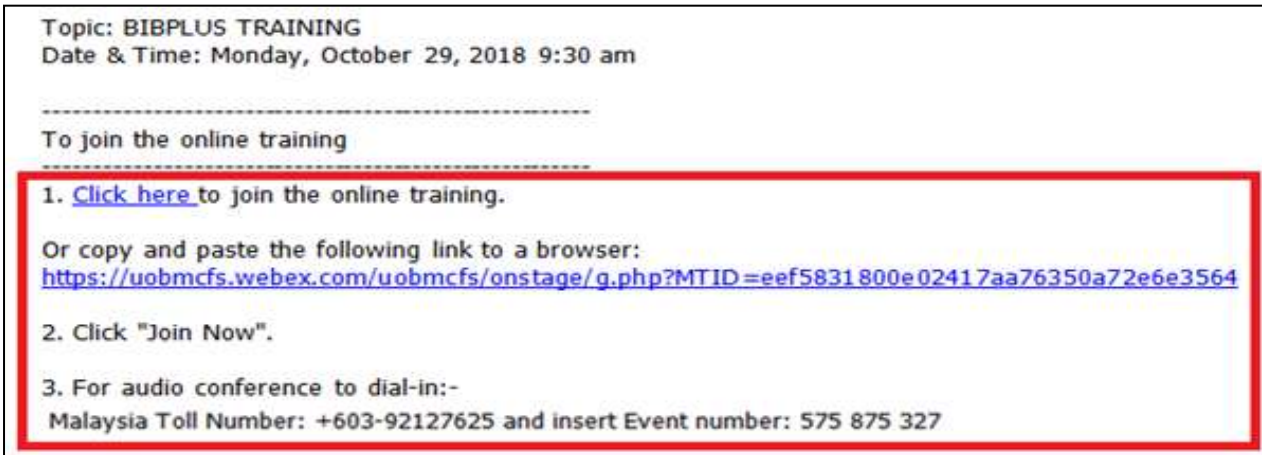 Topic: BIBPLUS TRAINING
Date & Time: Monday, October 29, 2018 9:30 am
-------------------------------------------------------
To join the online training
-------------------------------------------------------
1. Click here to join the online training.
Or copy and paste the following link to a browser:
https://uobmcfs.webex.com/uobmcfs/onstage/g.php?MTID=eef5831800e02417aa76350a72e6e3564
2. Click "Join Now".
3. For audio conference to dial-in:-
Malaysia Toll Number: +603-92127625 and insert Event number: 575 875 327